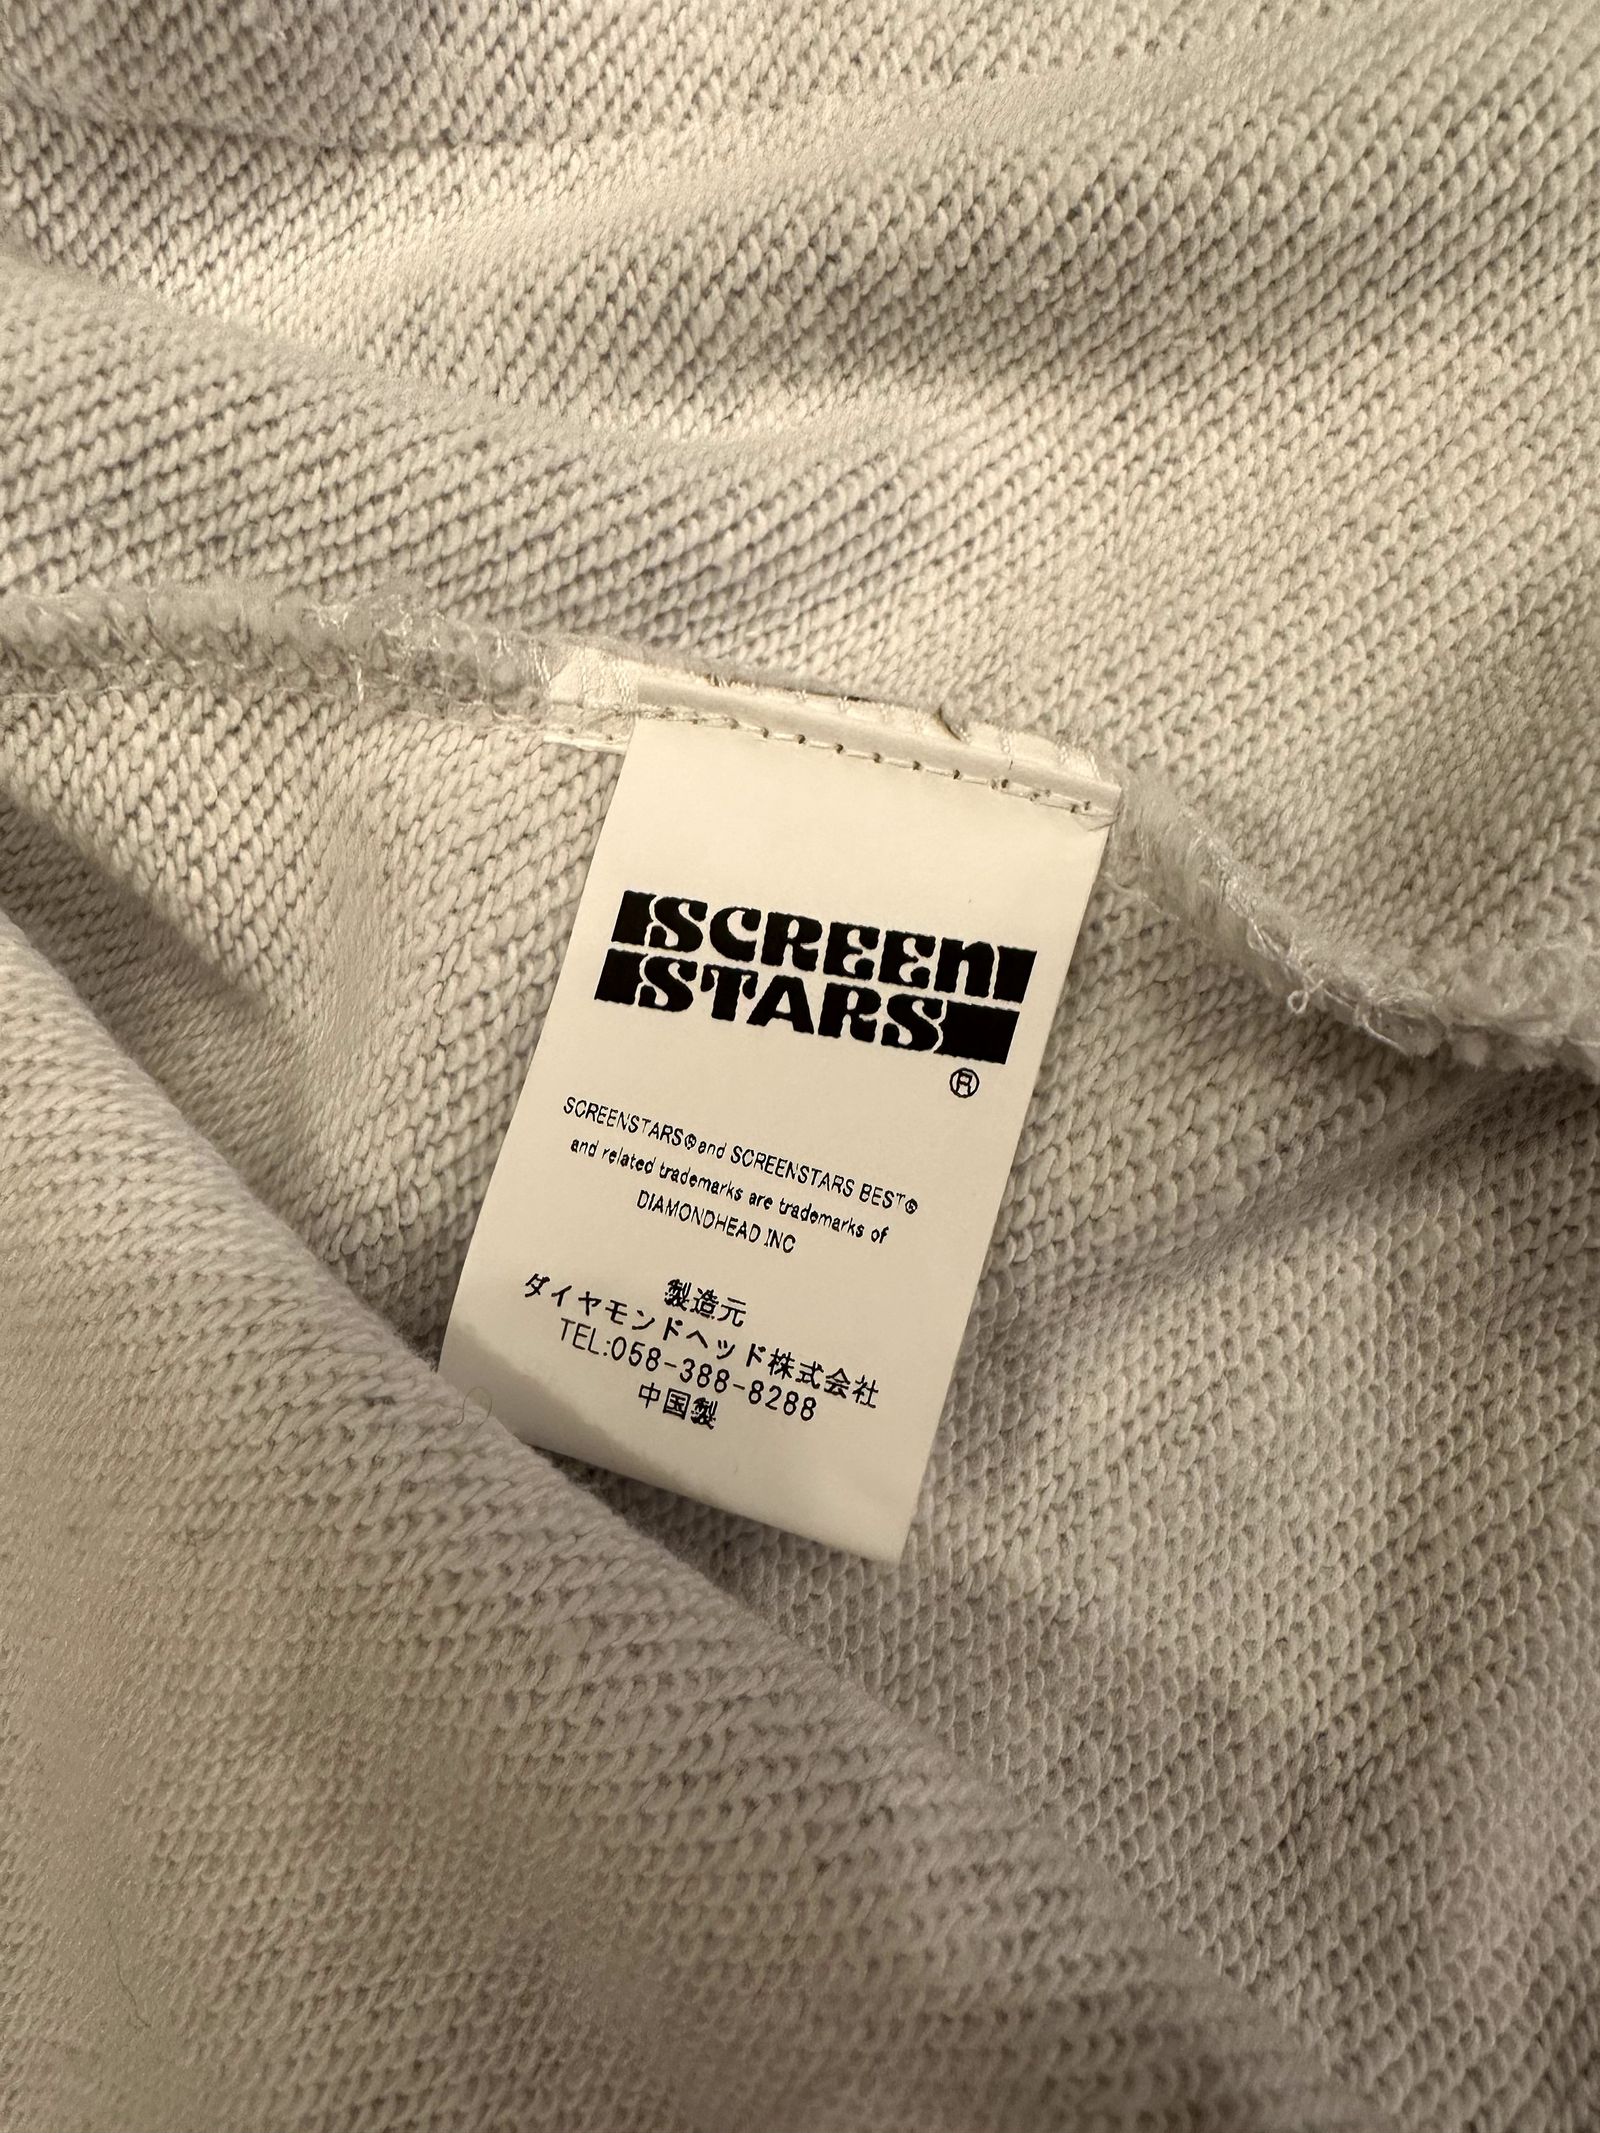 SCREEN
STARS
®
SCREENSTARS® and SCREENSTARS BEST®
and related trademarks are trademarks of
DIAMONDHEAD INC
製造元
ダイヤモンドヘッド株式会社
TEL:058-388-8288
中国製